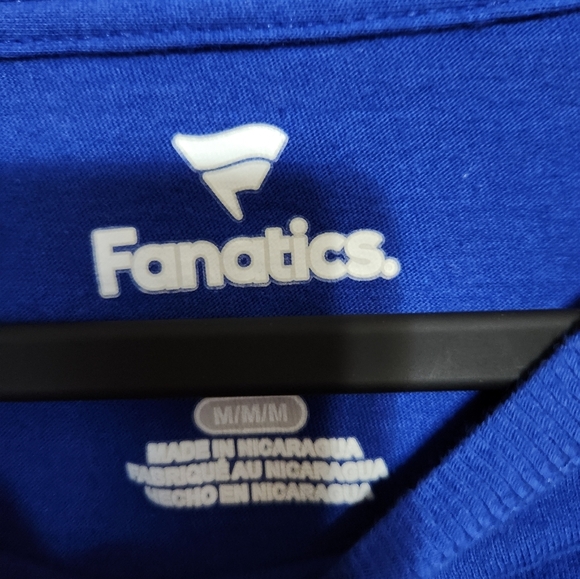 Fanatics.
M/M/M
MADE IN NICARAGUA
FABRIQUÉ AU NICARAGUA
HECHO EN NICARAGUA